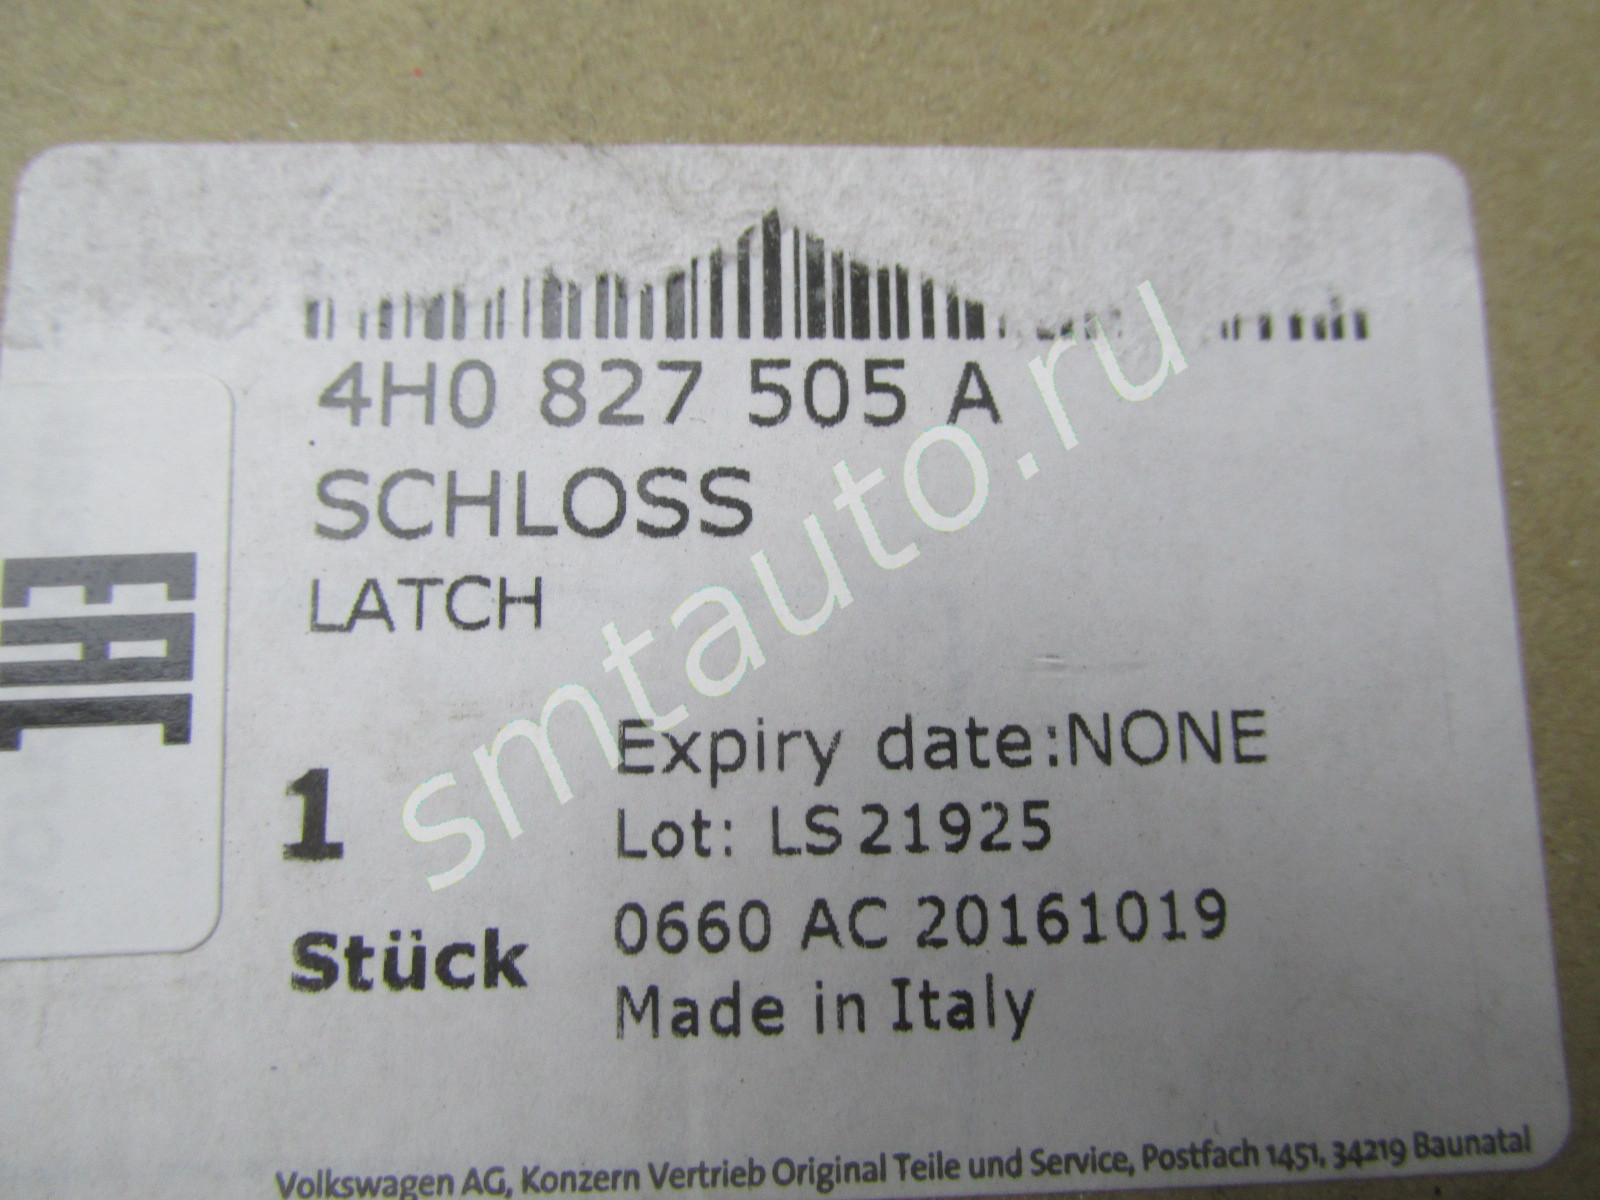 4H0 827 505 A
SCHLOSS
LATCH
EAC
1
Stück
Expiry date:NONE
Lot: LS 21925
0660 AC 20161019
Made in Italy
Volkswagen AG, Konzern Vertrieb Original Teile und Service, Postfach 1451, 34219 Baunatal
smtauto.ru